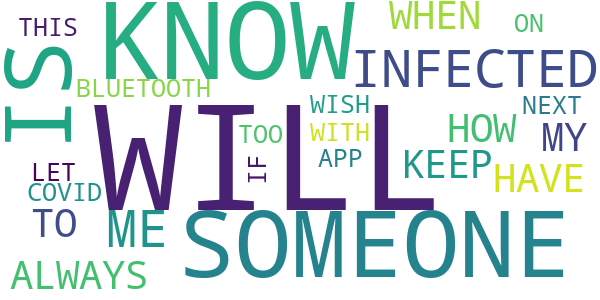 THIS
KNOW
WHEN
ON
IS
INFECTED
BLUETOOTH
WILL
WISH
NEXT
TOO
WITH
HOW
MY
IF
APP
KEEP
LET
HAVE
COVID
TO
ME
SOMEONE
ALWAYS